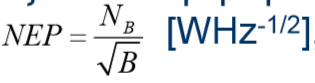 NEP = N_B / √B [WHz^-1/2]